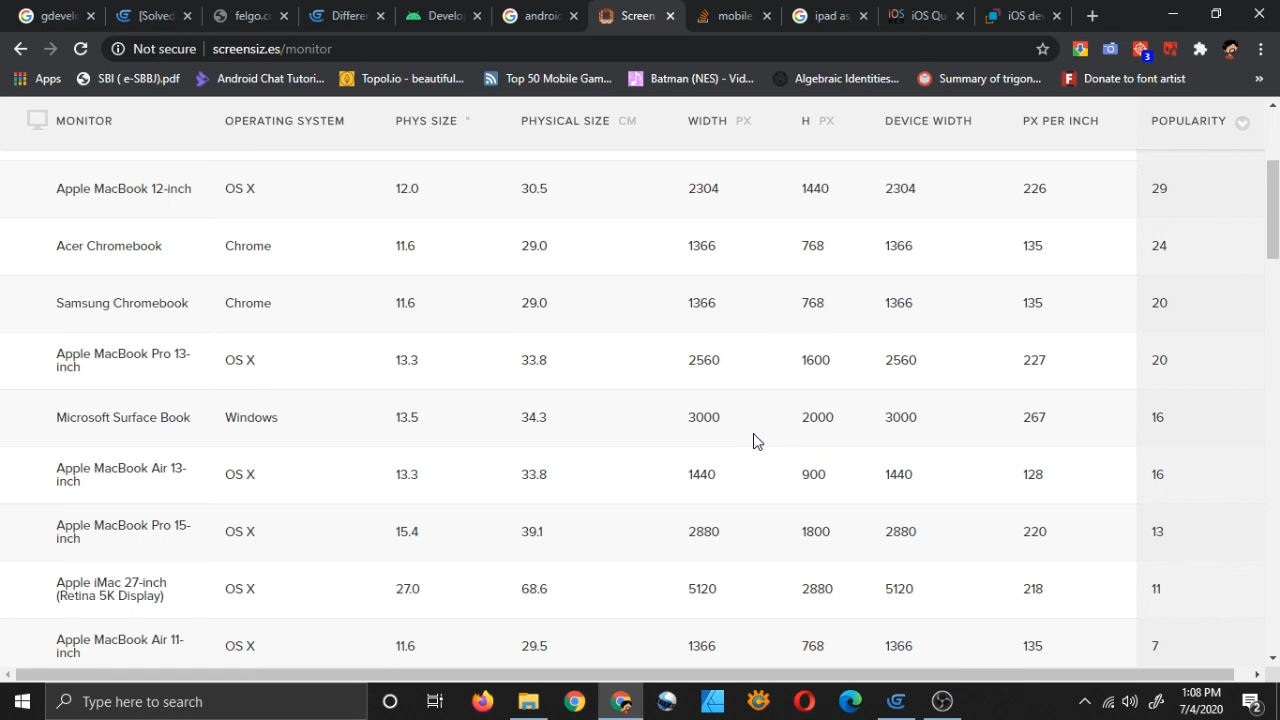 gdevelo
[Solved
felgo.co
Differe
Develo
android
Screen
mobile
ipad as
iOS Qu
iOS de
Not secure
screensiz.es/monitor
3
Apps
SBI ( e-SBBJ).pdf
Android Chat Tutori...
Topol.io - beautiful...
Top 50 Mobile Gam...
Batman (NES) - Vid...
Algebraic Identities...
Summary of trigon...
Donate to font artist
»
MONITOR OPERATING SYSTEM PHYS SIZE " PHYSICAL SIZE CM WIDTH PX H PX DEVICE WIDTH PX PER INCH POPULARITY
Apple MacBook 12-inch OS X 12.0 30.5 2304 1440 2304 226 29
Acer Chromebook Chrome 11.6 29.0 1366 768 1366 135 24
Samsung Chromebook Chrome 11.6 29.0 1366 768 1366 135 20
Apple MacBook Pro 13-
inch OS X 13.3 33.8 2560 1600 2560 227 20
Microsoft Surface Book Windows 13.5 34.3 3000 2000 3000 267 16
Apple MacBook Air 13-
inch OS X 13.3 33.8 1440 900 1440 128 16
Apple MacBook Pro 15-
inch OS X 15.4 39.1 2880 1800 2880 220 13
Apple iMac 27-inch
(Retina 5K Display) OS X 27.0 68.6 5120 2880 5120 218 11
Apple MacBook Air 11-
inch OS X 11.6 29.5 1366 768 1366 135 7
Type here to search
1:08 PM
7/4/2020
2